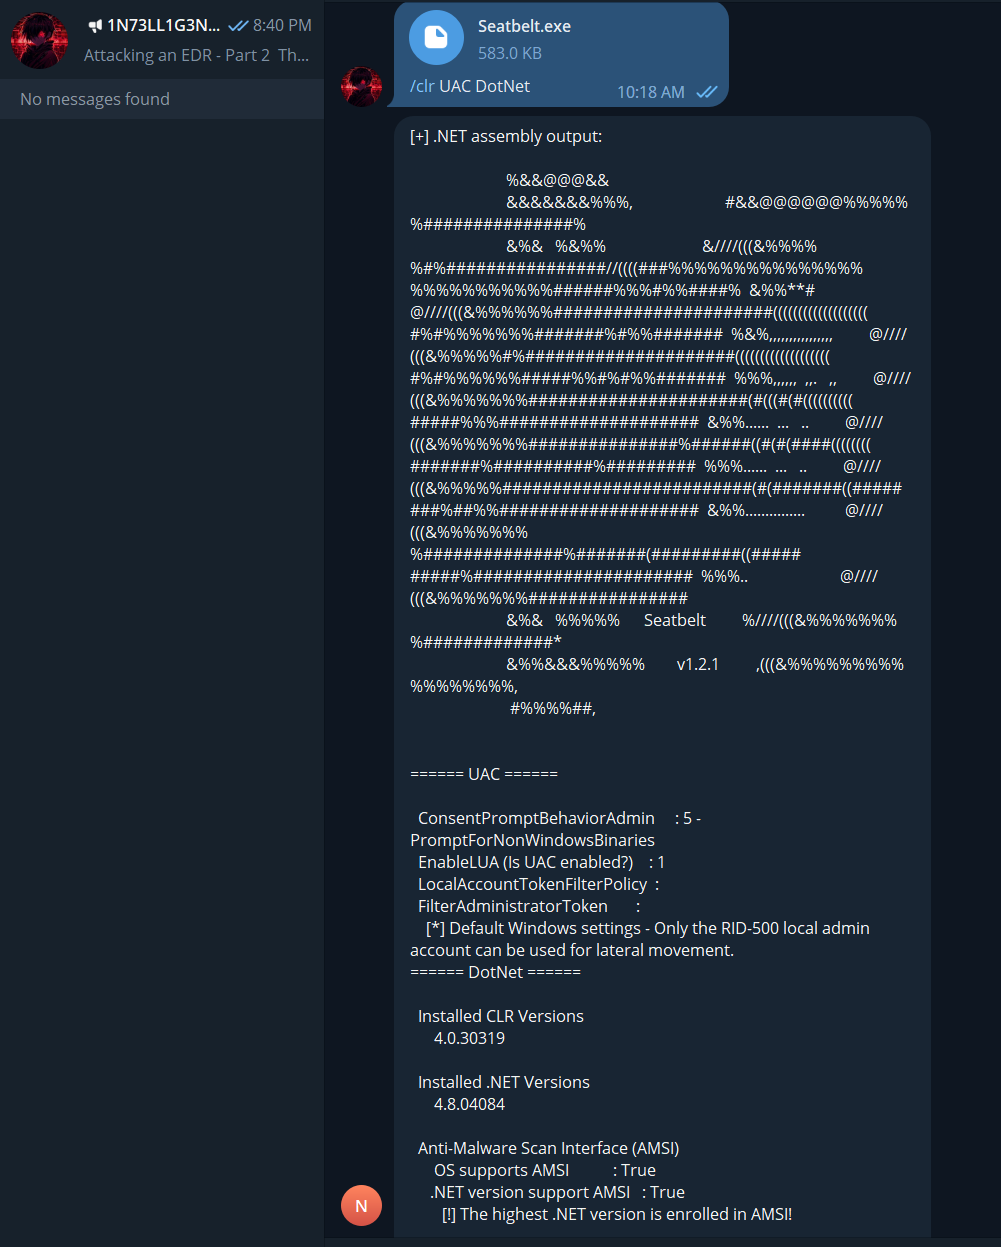 1N73LL1G3N... 8:40 PM
Attacking an EDR - Part 2 Th...
No messages found
Seatbelt.exe
583.0 KB
/clr UAC DotNet
10:18 AM
[+] .NET assembly output:
%&&@@@&&
&&&&&&&%%%, #&&@@@@@@%%%%%
%###############%
&%& %&%% &////(((&%%%%
%#%################//((((###%%%%%%%%%%%%%%%
%%%%%%%%%%%######%%%#%%####% &%%**#
@////(((&%%%%%%######################((((((((((((((((((
#%#%%%%%%%#######%#%%####### %&%,,,,,,,,,,,,,,,, @////
(((&%%%%%#%#####################(((((((((((((((((((
#%#%%%%%%#####%%#%#%%####### %%%,,,,,, ,,. ,, @////
(((&%%%%%%%######################(#(((#(#((((((((((
#####%%%#################### &%%...... ... .. @////
(((&%%%%%%%###############%######((#(#(####((((((((
#######%##########%######### %%%...... ... .. @////
(((&%%%%%#########################(#(#######((#####
###%##%%#################### &%%............... @////
(((&%%%%%%%
%##############%#######(#########((#####
#####%###################### %%%.. @////
(((&%%%%%%%################
&%& %%%%% Seatbelt %////(((&%%%%%%%
%#############*
&%%&&&%%%%% v1.2.1 ,(((&%%%%%%%%%
%%%%%%%%,
#%%%%##,
====== UAC ======
ConsentPromptBehaviorAdmin : 5 -
PromptForNonWindowsBinaries
EnableLUA (Is UAC enabled?) : 1
LocalAccountTokenFilterPolicy :
FilterAdministratorToken :
[*] Default Windows settings - Only the RID-500 local admin
account can be used for lateral movement.
====== DotNet ======
Installed CLR Versions
4.0.30319
Installed .NET Versions
4.8.04084
Anti-Malware Scan Interface (AMSI)
OS supports AMSI : True
.NET version support AMSI : True
[!] The highest .NET version is enrolled in AMSI!
N